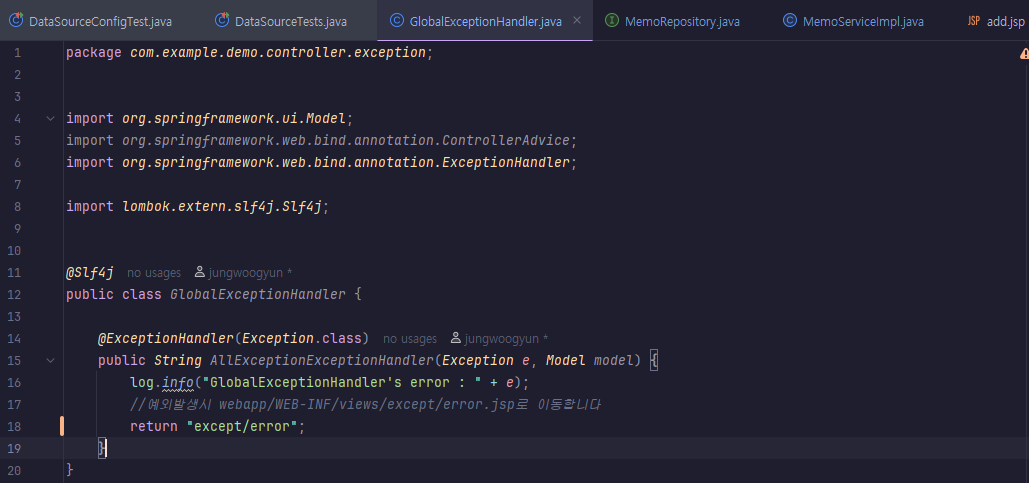 DataSourceConfigTest.java DataSourceTests.java GlobalExceptionHandler.java MemoRepository.java MemoServiceImpl.java JSP add.jsp
1 package com.example.demo.controller.exception;
2
3
4 import org.springframework.ui.Model;
5 import org.springframework.web.bind.annotation.ControllerAdvice;
6 import org.springframework.web.bind.annotation.ExceptionHandler;
7
8 import lombok.extern.slf4j.Slf4j;
9
10
11 @Slf4j no usages jungwoogyun *
12 public class GlobalExceptionHandler {
13
14 @ExceptionHandler(Exception.class) no usages jungwoogyun *
15 public String AllExceptionExceptionHandler(Exception e, Model model) {
16 log.info("GlobalExceptionHandler's error : " + e);
17 //예외발생시 webapp/WEB-INF/views/except/error.jsp로 이동합니다
18 return "except/error";
19 }
20 }